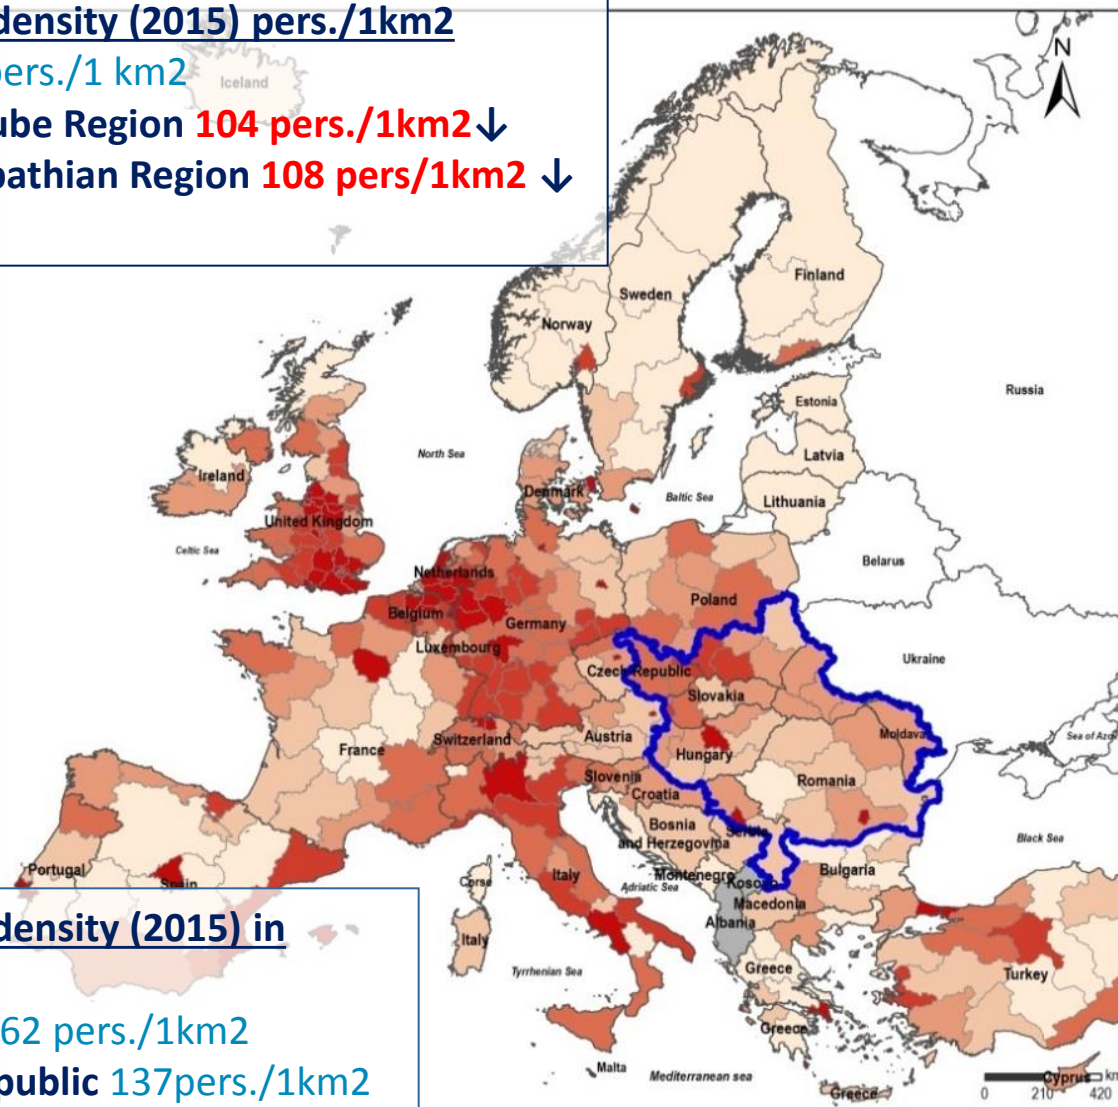 density (2015) pers./1km2
pers./1 km2
ube Region 104 pers./1km2↓
pathian Region 108 pers/1km2 ↓
Iceland
N
Finland
Sweden
Norway
Russia
Estonia
North Sea
Latvia
Ireland
Denmark
Baltic Sea
Lithuania
United Kingdom
Celtic Sea
Belarus
Netherlands
Poland
Belgium
Germany
Luxembourg
Ukraine
Czech Republic
Slovakia
Moldava
Sea of Azo
Switzerland
Austria
France
Hungary
Slovenia
Romania
Croatia
Bosnia
and Herzegovina
Serbia
Black Sea
Portugal
Spain
Italy
Corse
Montenegro
Bulgaria
Adriatic Sea
Kosovo
Macedonia
density (2015) in
Albania
Italy
Tyrrhenian Sea
Greece
Turkey
62 pers./1km2
Greece
Malta
Mediterranean sea
public 137pers./1km2
Cyprus
km
Greece
0 210 420